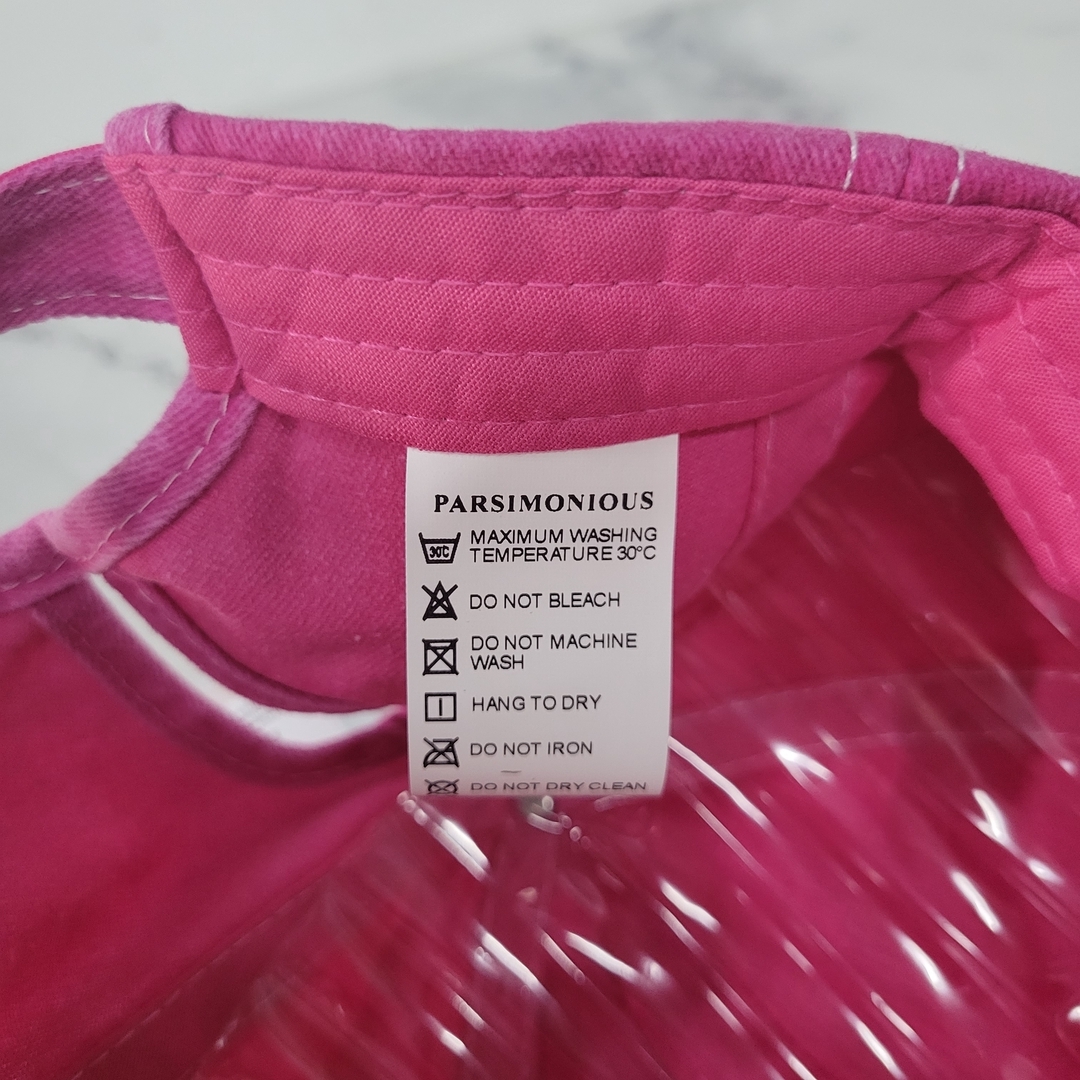 PARSIMONIOUS
30°C MAXIMUM WASHING
TEMPERATURE 30°C
DO NOT BLEACH
DO NOT MACHINE
WASH
HANG TO DRY
DO NOT IRON
DO NOT DRY CLEAN